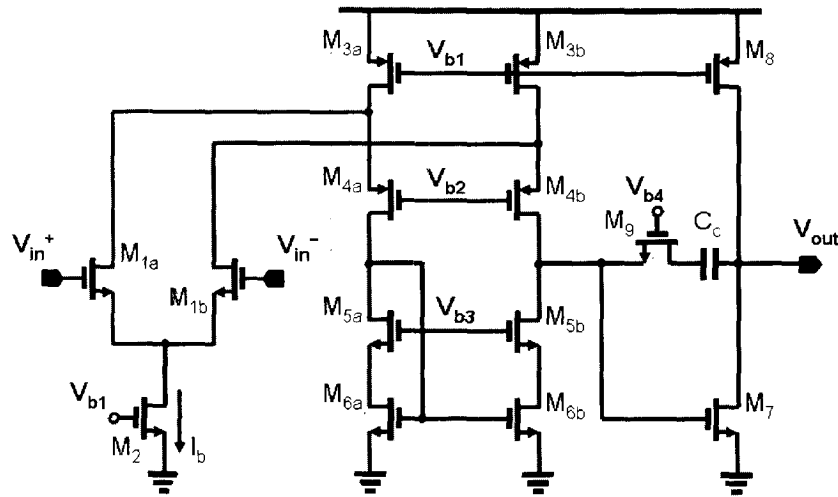 M3a Vb1 M3b M8
M4a Vb2 M4b
Vb4
M9 Cc Vout
Vin+ M1a Vin-
M1b
M5a Vb3 M5b
Vb1
M6a M6b M7
M2 Ib